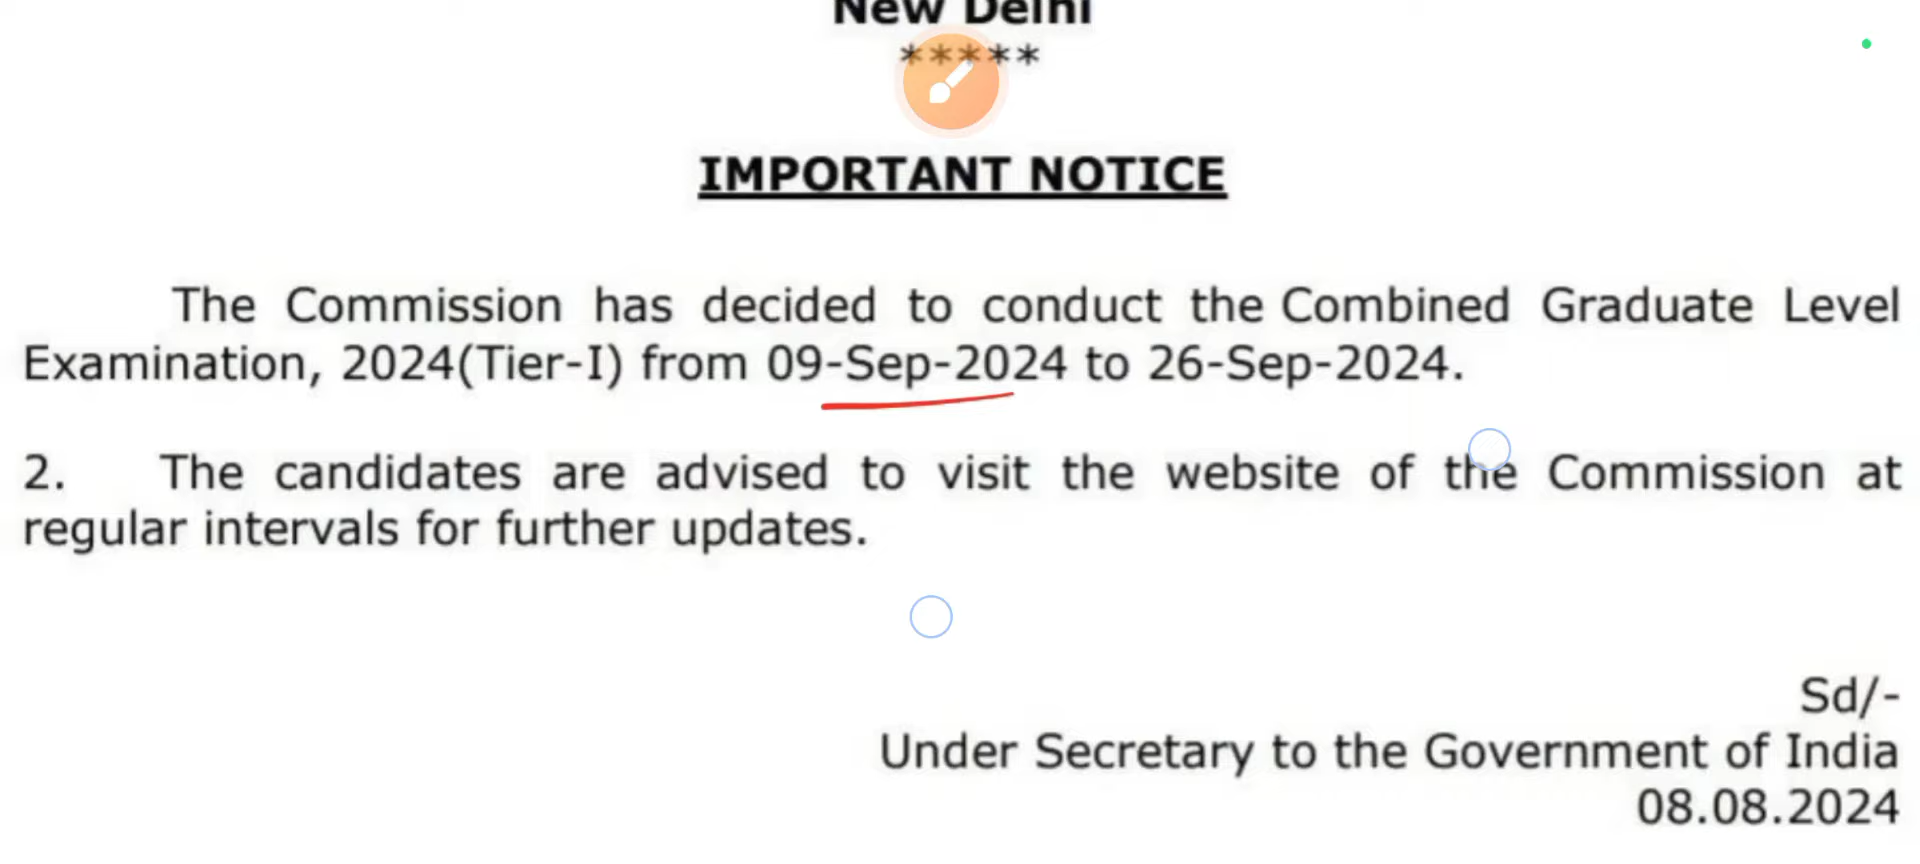 New Delhi
*****
IMPORTANT NOTICE
The Commission has decided to conduct the Combined Graduate Level
Examination, 2024(Tier-I) from 09-Sep-2024 to 26-Sep-2024.
2. The candidates are advised to visit the website of the Commission at
regular intervals for further updates.
Sd/-
Under Secretary to the Government of India
08.08.2024